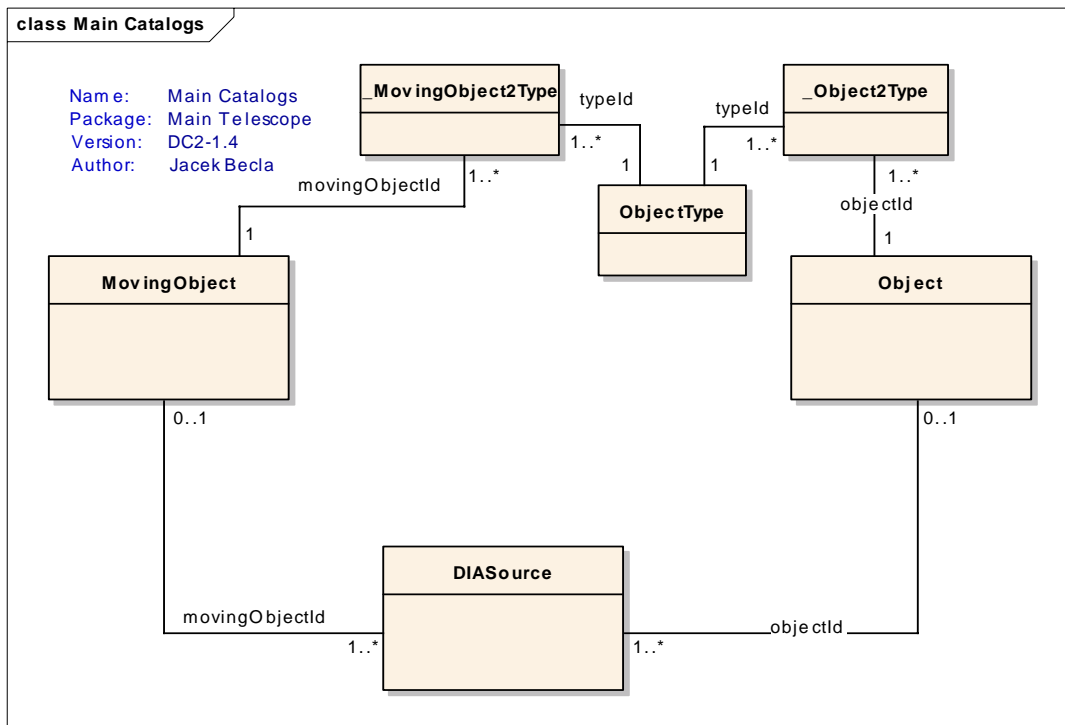 class Main Catalogs
Name: Main Catalogs
Package: Main Telescope
Version: DC2-1.4
Author: Jacek Becla
_MovingObject2Type
typeId
1..*
1
_Object2Type
typeId
1..*
1
ObjectType
1..*
movingObjectId
1
1..*
objectId
1
MovingObject
Object
0..1
0..1
DIASource
movingObjectId
1..*
objectId
1..*